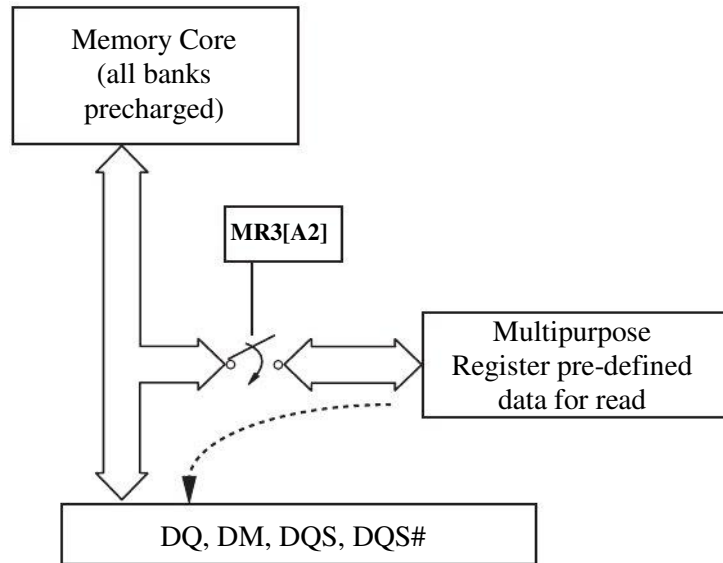 Memory Core
(all banks
precharged)
MR3[A2]
Multipurpose
Register pre-defined
data for read
DQ, DM, DQS, DQS#